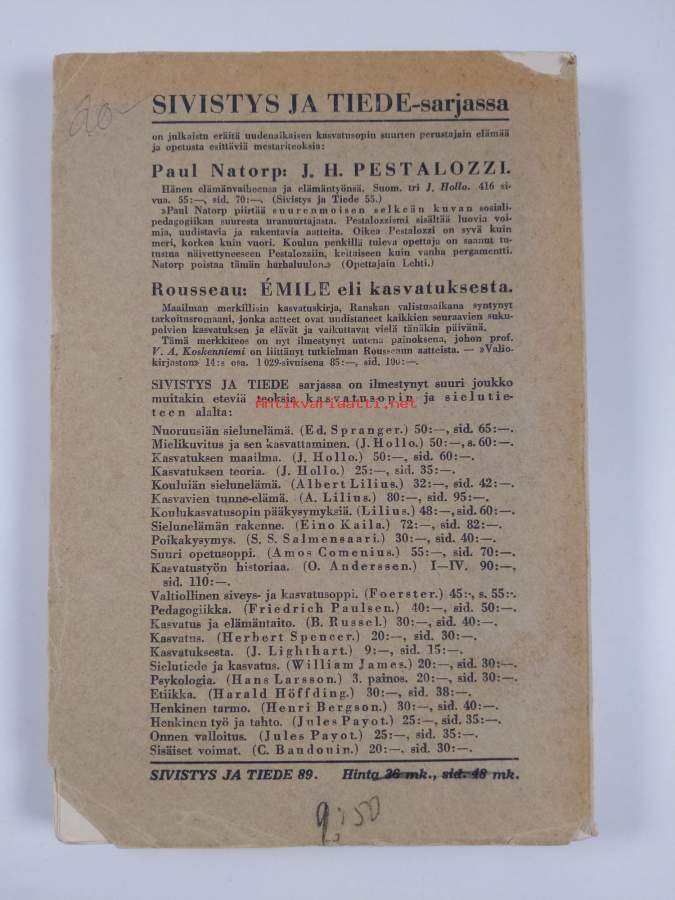 20
SIVISTYS JA TIEDE-sarjassa
on julkaistu eräitä uudenaikaisen kasvatusopin suurten perustajain elämää
ja opetusta esittäviä mestariteoksia:
Paul Natorp: J. H. PESTALOZZI.
Hänen elämänvaiheensa ja elämäntyönsä. Suom. tri J. Hollo. 416 si-
vua. 55:—, sid. 70:—. (Sivistys ja Tiede 55.)
»Paul Natorp piirtää suurenmoisen selkeän kuvan sosiali-
pedagogiikan suuresta uranuurtajasta. Pestalozzismi sisältää luovia voi-
mia, uudistavia ja rakentavia aatteita. Oikea Pestalozzi on syvä kuin
meri, korkea kuin vuori. Koulun penkillä tuleva opettaja on saanut tu-
tustua näivettyneeseen Pestalozziin, keltaiseen kuin vanha pergamentti.
Natorp poistaa tämän harhaluulon.» (Opettajain Lehti.)
Rousseau: ÉMILE eli kasvatuksesta.
Maailman merkillisin kasvatuskirja, Ranskan valistusaikana syntynyt
tarkoitusromaani, jonka aatteet ovat uudistaneet kaikkien seuraavien suku-
polvien kasvatuksen ja elävät ja vaikuttavat vielä tänäkin päivänä.
Tämä merkkiteos on nyt ilmestynyt uutena painoksena, johon prof.
V. A. Koskenniemi on liittänyt tutkielman Rousseaun aatteista. — »Valio-
kirjaston» 14:s osa. 1 029-sivuisena 85:—, sid. 100:—.
SIVISTYS JA TIEDE sarjassa on ilmestynyt suuri joukko
muitakin eteviä teoksia kasvatusopin ja sielutie-
teen alalta:
Antikvariaatti.net
Nuoruusiän sielunelämä. (Ed. Spranger.) 50:—, sid. 65:—.
Mielikuvitus ja sen kasvattaminen. (J. Hollo.) 50:—, s. 60:—.
Kasvatuksen maailma. (J. Hollo.) 50:—, sid. 60:—.
Kasvatuksen teoria. (J. Hollo.) 25:—, sid. 35:—.
Kouluiän sielunelämä. (Albert Lilius.) 32:—, sid. 42:—.
Kasvavien tunne-elämä. (A. Lilius.) 80:—, sid. 95:—.
Koulukasvatusopin pääkysymyksiä. (Lilius.) 48:—, sid. 60:—.
Sielunelämän rakenne. (Eino Kaila.) 72:—, sid. 82:—.
Poikakysymys. (S. S. Salmensaari.) 30:—, sid. 40:—.
Suuri opetusoppi. (Amos Comenius.) 55:—, sid. 70:—.
Kasvatustyön historiaa. (O. Anderssen.) I—IV. 90:—,
sid. 110:—.
Valtiollinen siveys- ja kasvatusoppi. (Foerster.) 45:-, s. 55:-.
Pedagogiikka. (Friedrich Paulsen.) 40:—, sid. 50:—.
Kasvatus ja elämäntaito. (B. Russel.) 30:—, sid. 40:—.
Kasvatus. (Herbert Spencer.) 20:—, sid. 30:—.
Kasvatuksesta. (J. Lighthart.) 9:—, sid. 15:—.
Sielutiede ja kasvatus. (William James.) 20:—, sid. 30:—.
Psykologia. (Hans Larsson.) 3. painos. 20:—, sid. 30:—.
Etiikka. (Harald Höffding.) 30:—, sid. 38:—.
Henkinen tarmo. (Henri Bergson.) 30:—, sid. 40:—.
Henkinen työ ja tahto. (Jules Payot.) 25:—, sid. 35:—.
Onnen valloitus. (Jules Payot.) 25:—, sid. 35:—.
Sisäiset voimat. (C. Baudouin.) 20:—, sid. 30:—.
SIVISTYS JA TIEDE 89. Hinta 36 mk., sid. 48 mk.
9:50